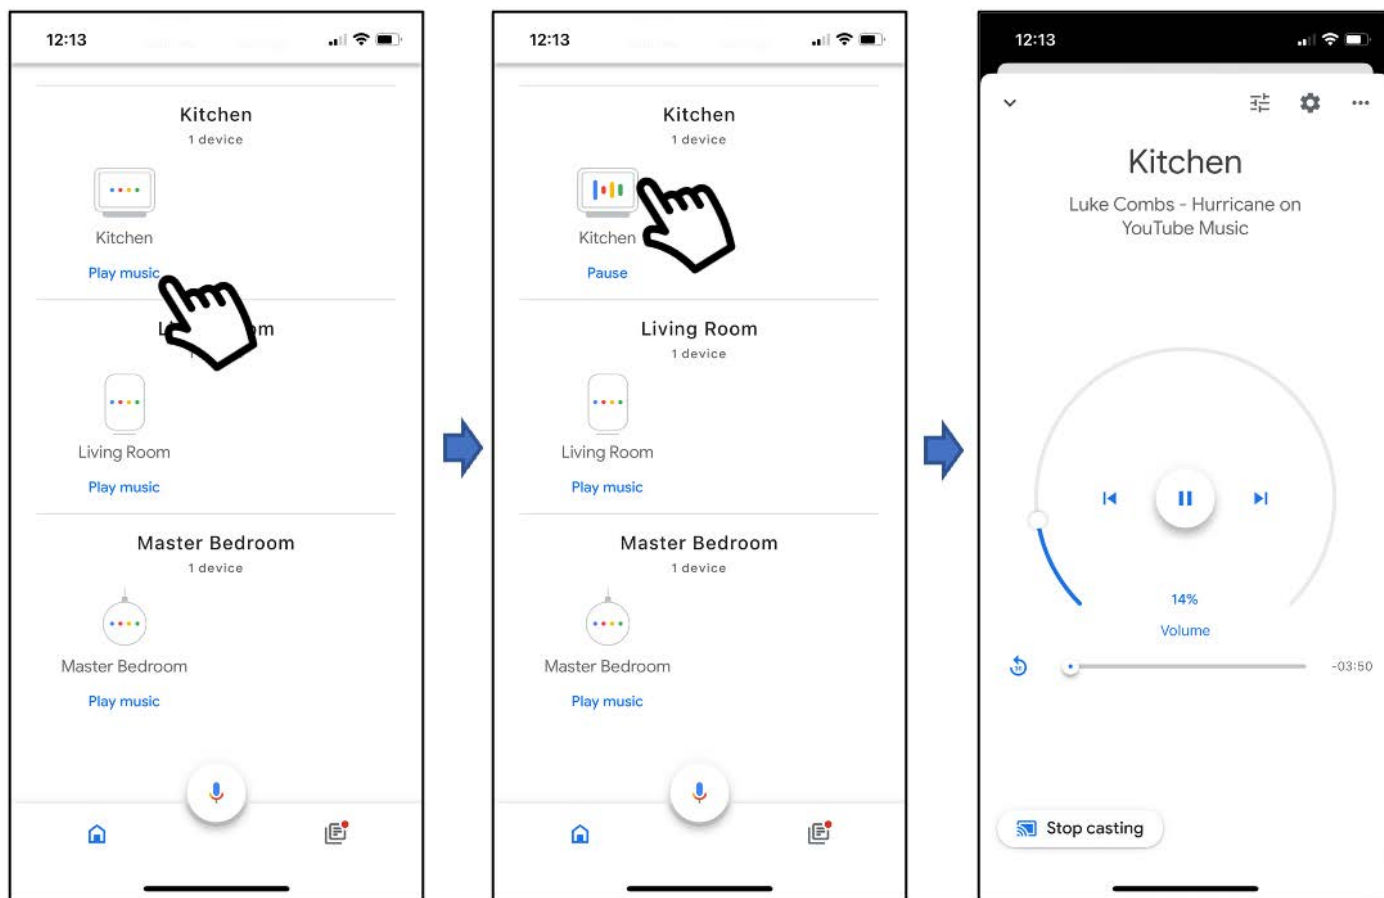 12:13
Kitchen
1 device
Kitchen
Play music
Living Room
Play music
Master Bedroom
1 device
Master Bedroom
Play music
12:13
Kitchen
1 device
Kitchen
Pause
Living Room
1 device
Living Room
Play music
Master Bedroom
1 device
Master Bedroom
Play music
12:13
Kitchen
Luke Combs - Hurricane on
YouTube Music
14%
Volume
-03:50
Stop casting